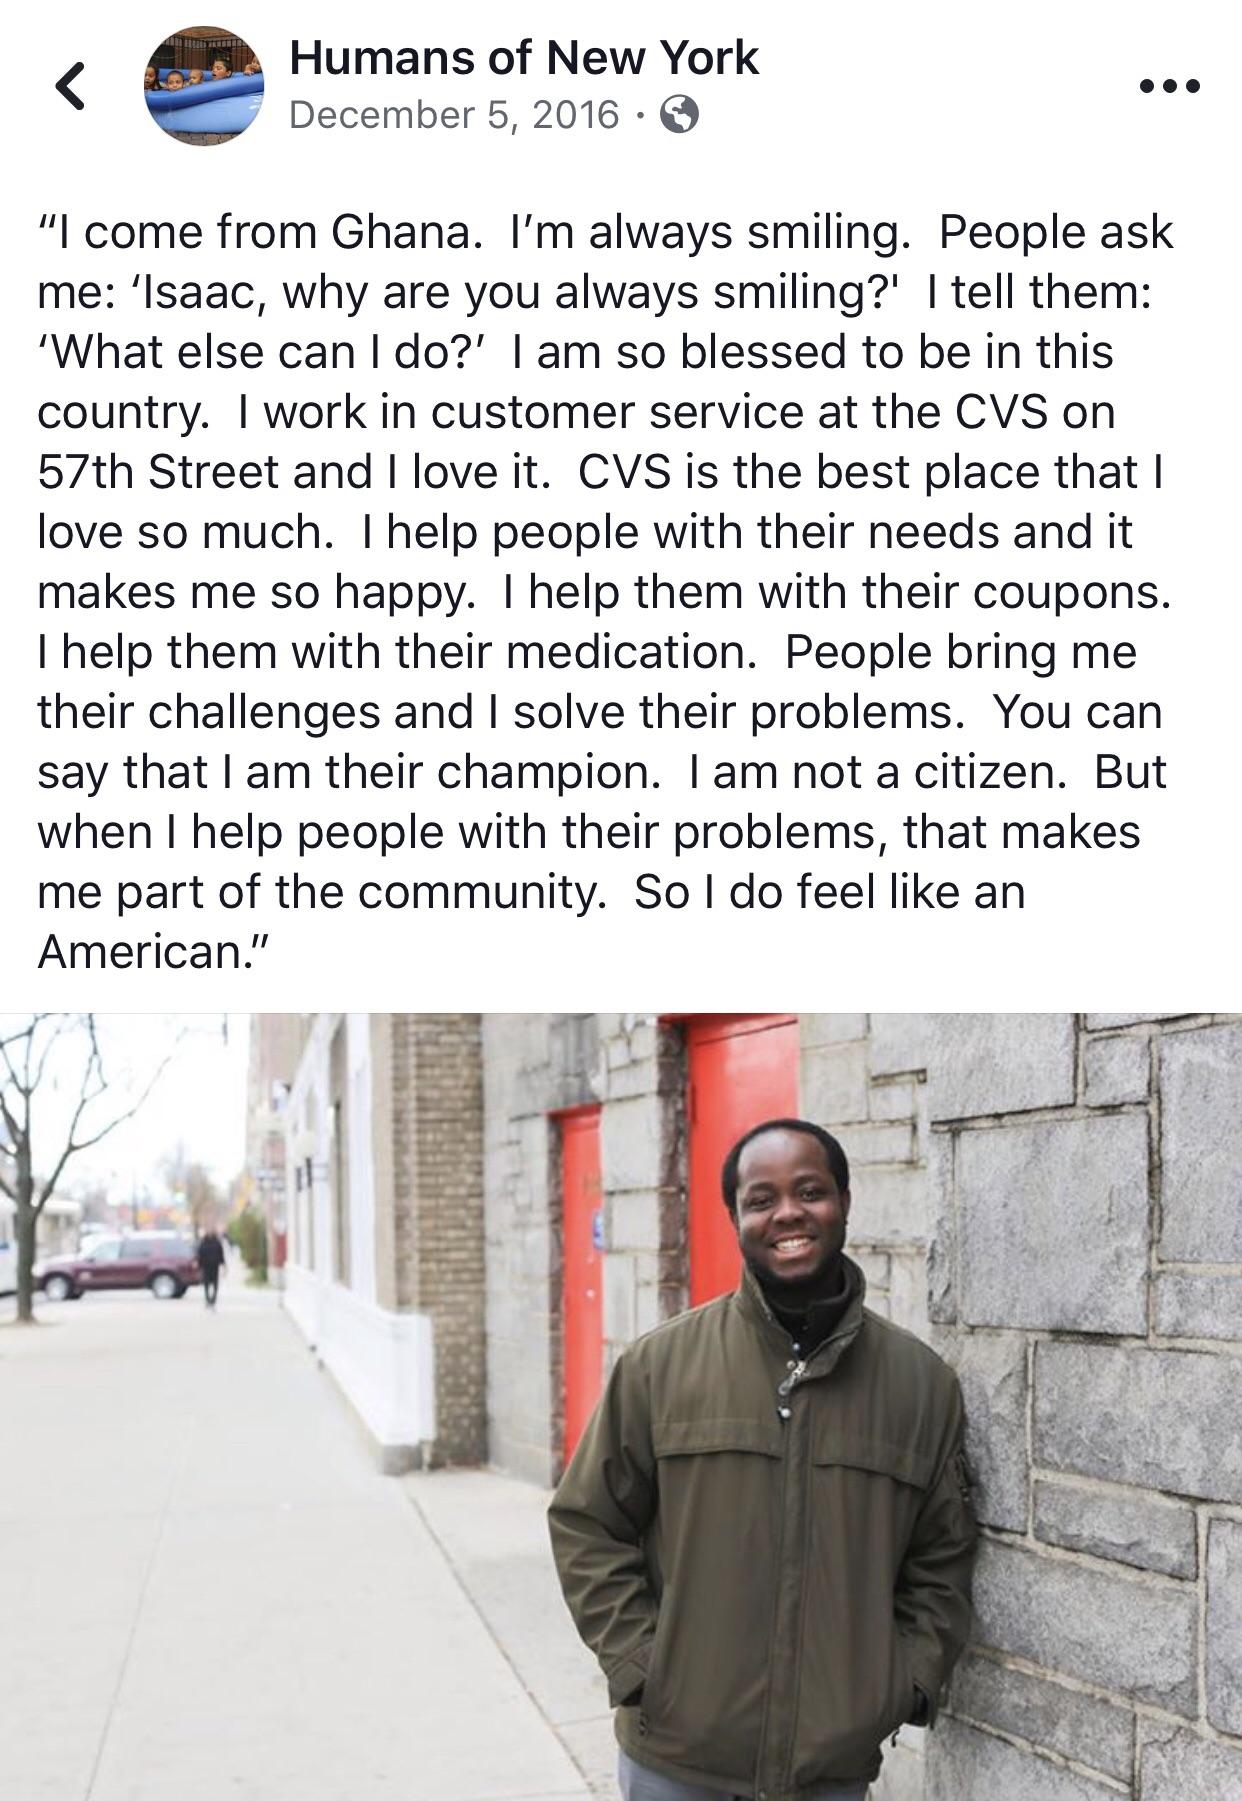 Humans of New York
December 5, 2016 ·
“I come from Ghana.  I’m always smiling.  People ask
me: ‘Isaac, why are you always smiling?'  I tell them:
‘What else can I do?’  I am so blessed to be in this
country.  I work in customer service at the CVS on
57th Street and I love it.  CVS is the best place that I
love so much.  I help people with their needs and it
makes me so happy.  I help them with their coupons.
I help them with their medication.  People bring me
their challenges and I solve their problems.  You can
say that I am their champion.  I am not a citizen.  But
when I help people with their problems, that makes
me part of the community.  So I do feel like an
American.”